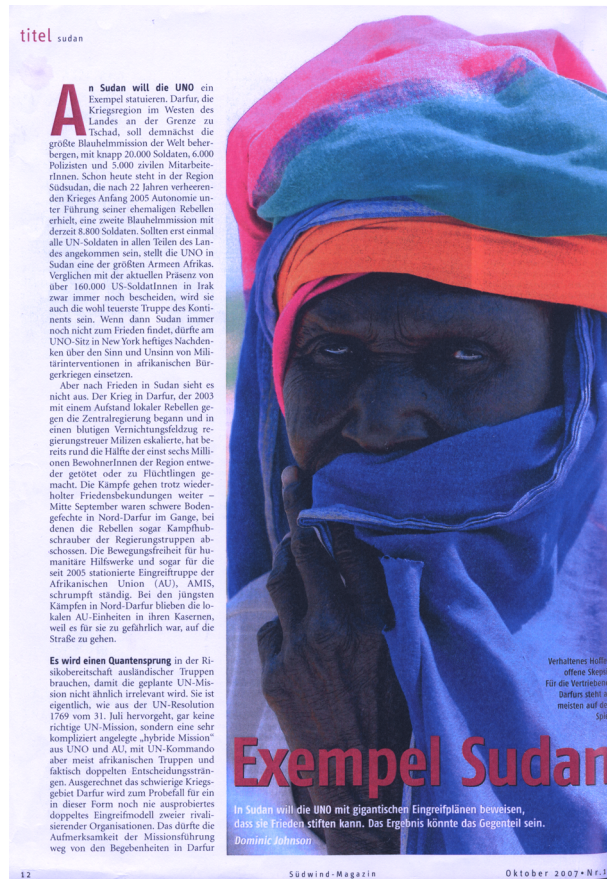 titel sudan
An Sudan will die UNO ein
Exempel statuieren. Darfur, die
Kriegsregion im Westen des
Landes an der Grenze zu
Tschad, soll demnächst die
größte Blauhelmmission der Welt beher-
bergen, mit knapp 20.000 Soldaten, 6.000
Polizisten und 5.000 zivilen Mitarbeite-
rInnen. Schon heute steht in der Region
Südsudan, die nach 22 Jahren verheeren-
den Krieges Anfang 2005 Autonomie un-
ter Führung seiner ehemaligen Rebellen
erhielt, eine zweite Blauhelmmission mit
derzeit 8.800 Soldaten. Sollten erst einmal
alle UN-Soldaten in allen Teilen des Lan-
des angekommen sein, stellt die UNO in
Sudan eine der größten Armeen Afrikas.
Verglichen mit der aktuellen Präsenz von
über 160.000 US-SoldatInnen in Irak
zwar immer noch bescheiden, wird sie
auch die wohl teuerste Truppe des Konti-
nents sein. Wenn dann Sudan immer
noch nicht zum Frieden findet, dürfte am
UNO-Sitz in New York heftiges Nachden-
ken über den Sinn und Unsinn von Mili-
tärinterventionen in afrikanischen Bür-
gerkriegen einsetzen.
Aber nach Frieden in Sudan sieht es
nicht aus. Der Krieg in Darfur, der 2003
mit einem Aufstand lokaler Rebellen ge-
gen die Zentralregierung begann und in
einen blutigen Vernichtungsfeldzug re-
gierungstreuer Milizen eskalierte, hat be-
reits rund die Hälfte der einst sechs Milli-
onen BewohnerInnen der Region entwe-
der getötet oder zu Flüchtlingen ge-
macht. Die Kämpfe gehen trotz wieder-
holter Friedensbekundungen weiter –
Mitte September waren schwere Boden-
gefechte in Nord-Darfur im Gange, bei
denen die Rebellen sogar Kampfhub-
schrauber der Regierungstruppen ab-
schossen. Die Bewegungsfreiheit für hu-
manitäre Hilfswerke und sogar für die
seit 2005 stationierte Eingreiftruppe der
Afrikanischen Union (AU), AMIS,
schrumpft ständig. Bei den jüngsten
Kämpfen in Nord-Darfur blieben die lo-
kalen AU-Einheiten in ihren Kasernen,
weil es für sie zu gefährlich war, auf die
Straße zu gehen.
Es wird einen Quantensprung in der Ri-
sikobereitschaft ausländischer Truppen
brauchen, damit die geplante UN-Mis-
sion nicht ähnlich irrelevant wird. Sie ist
eigentlich, wie aus der UN-Resolution
1769 vom 31. Juli hervorgeht, gar keine
richtige UN-Mission, sondern eine sehr
kompliziert angelegte „hybride Mission“
aus UNO und AU, mit UN-Kommando
aber meist afrikanischen Truppen und
faktisch doppelten Entscheidungssträn-
gen. Ausgerechnet das schwierige Kriegs-
gebiet Darfur wird zum Probefall für ein
in dieser Form noch nie ausprobiertes
doppeltes Eingreifmodell zweier rivali-
sierender Organisationen. Das dürfte die
Aufmerksamkeit der Missionsführung
weg von den Begebenheiten in Darfur
Verhaltenes
offene
Für die
Darfurs steht
meisten auf
Exempel Sudan
In Sudan will die UNO mit gigantischen Eingreifplänen beweisen,
dass sie Frieden stiften kann. Das Ergebnis könnte das Gegenteil sein.
Dominic Johnson
12 Südwind-Magazin Oktober 2007 • Nr.